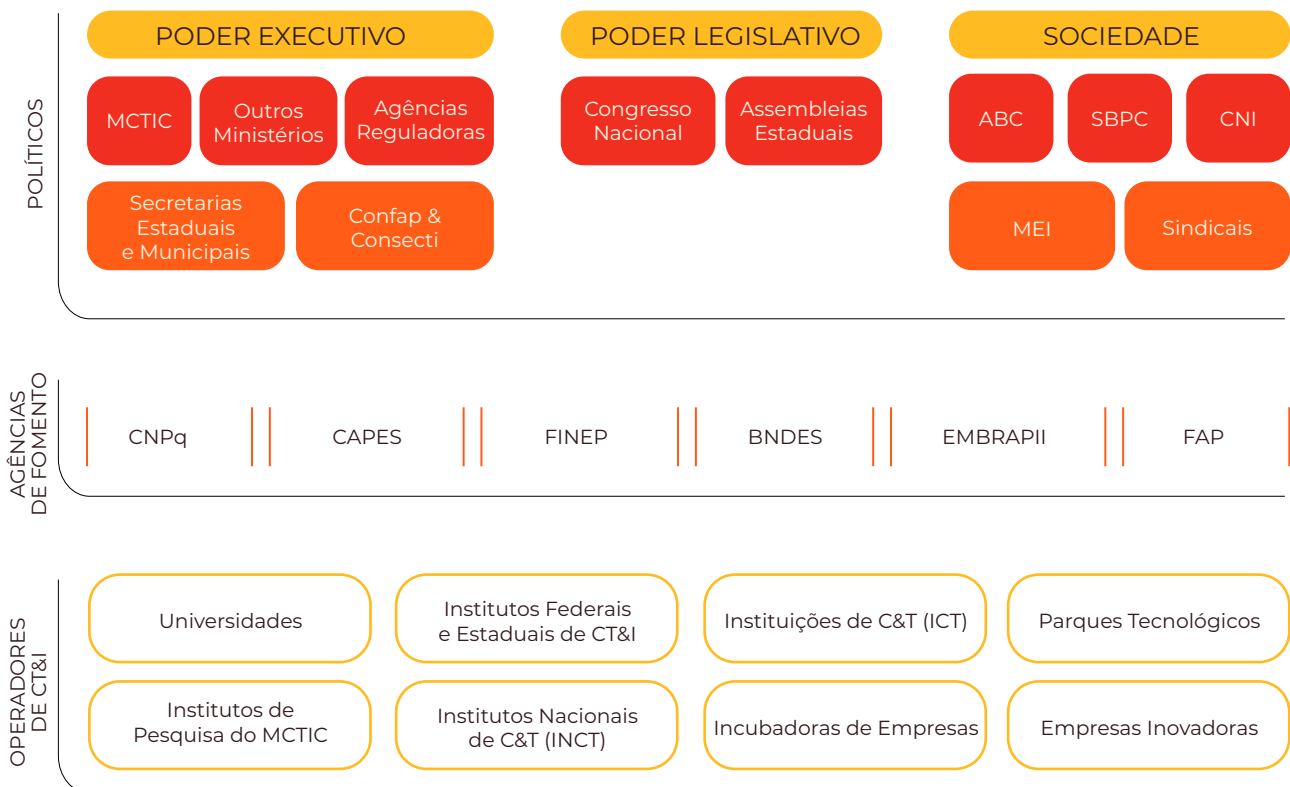 POLÍTICOS
PODER EXECUTIVO
PODER LEGISLATIVO
SOCIEDADE
MCTIC
Outros
Ministérios
Agências
Reguladoras
Congresso
Nacional
Assembleias
Estaduais
ABC
SBPC
CNI
Secretarias
Estaduais
e Municipais
Confap &
Consecti
MEI
Sindicais
AGÊNCIAS
DE FOMENTO
CNPq
CAPES
FINEP
BNDES
EMBRAPII
FAP
OPERADORES
DE CT&I
Universidades
Institutos Federais
e Estaduais de CT&I
Instituições de C&T (ICT)
Parques Tecnológicos
Institutos de
Pesquisa do MCTIC
Institutos Nacionais
de C&T (INCT)
Incubadoras de Empresas
Empresas Inovadoras